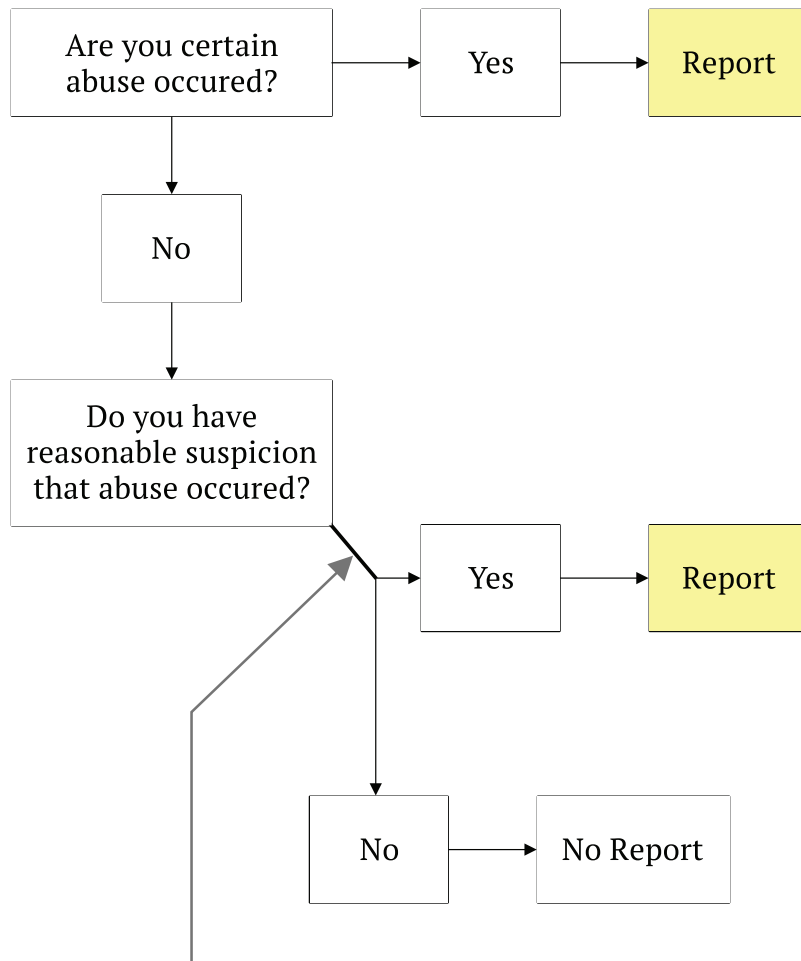 Are you certain
abuse occured?
Yes
Report
No
Do you have
reasonable suspicion
that abuse occured?
Yes
Report
No
No Report